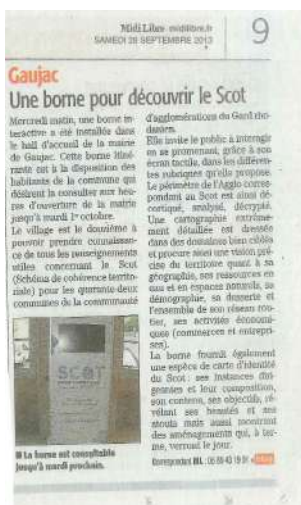 Midi Libre midilibre.fr
SAMEDI 28 SEPTEMBRE 2013
9
Gaujac
Une borne pour découvrir le Scot
Mercredi matin, une borne in-
teractive a été installée dans
le hall d'accueil de la mairie
de Gaujac. Cette borne itiné-
rante est à la disposition des
habitants de la commune qui
désirent la consulter aux heu-
res d'ouverture de la mairie
jusqu'à mardi 1er octobre.
Le village est le douzième à
pouvoir prendre connaissan-
ce de tous les renseignements
utiles concernant le Scot
(Schéma de cohérence territo-
riale) pour les quarante-deux
communes de la communauté
d'agglomérations du Gard rho-
danien.
Elle invite le public à interagir
en se promenant, grâce à son
écran tactile, dans les différen-
tes rubriques qu'elle propose.
Le périmètre de l'Agglo corres-
pondant au Scot est ainsi dé-
cortiqué, analysé, décrypté.
Une cartographie extrême-
ment détaillée est dressée
dans des domaines bien ciblés
et procure ainsi une vision pré-
cise du territoire quant à sa
géographie, ses ressources en
eau et en espaces naturels, sa
démographie, sa desserte et
l'ensemble de son réseau rou-
tier, ses activités économi-
ques (commerces et entrepri-
ses).
La borne fournit également
une espèce de carte d'identité
du Scot : ses instances diri-
geantes et leur composition,
son contenu, ses objectifs, ré-
vélant ses beautés et ses
atouts mais aussi montrant
des aménagements qui, à ter-
me, verront le jour.
Correspondant ML : 06
SCOT
■ La borne est consultable
jusqu'à mardi prochain.